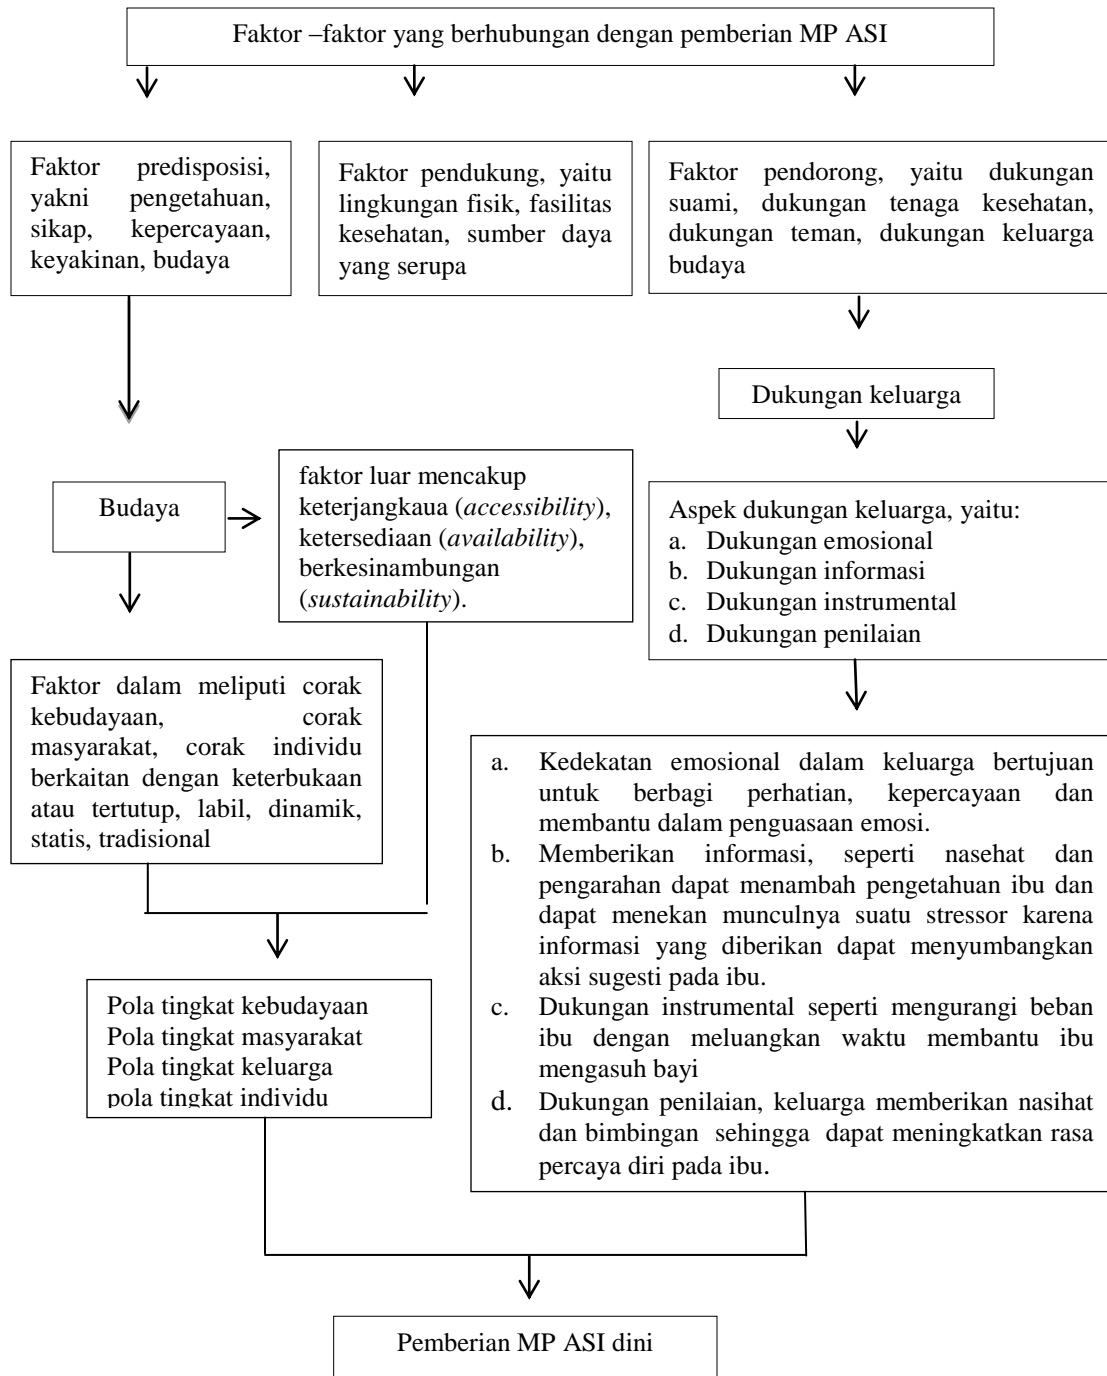 Faktor –faktor yang berhubungan dengan pemberian MP ASI
Faktor predisposisi,
yakni pengetahuan,
sikap, kepercayaan,
keyakinan, budaya
Faktor pendukung, yaitu
lingkungan fisik, fasilitas
kesehatan, sumber daya
yang serupa
Faktor pendorong, yaitu dukungan
suami, dukungan tenaga kesehatan,
dukungan teman, dukungan keluarga
budaya
Dukungan keluarga
Budaya
faktor luar mencakup
keterjangkaua (accessibility),
ketersediaan (availability),
berkesinambungan
(sustainability).
Aspek dukungan keluarga, yaitu:
a. Dukungan emosional
b. Dukungan informasi
c. Dukungan instrumental
d. Dukungan penilaian
Faktor dalam meliputi corak
kebudayaan, corak
masyarakat, corak individu
berkaitan dengan keterbukaan
atau tertutup, labil, dinamik,
statis, tradisional
a. Kedekatan emosional dalam keluarga bertujuan
untuk berbagi perhatian, kepercayaan dan
membantu dalam penguasaan emosi.
b. Memberikan informasi, seperti nasehat dan
pengarahan dapat menambah pengetahuan ibu dan
dapat menekan munculnya suatu stressor karena
informasi yang diberikan dapat menyumbangkan
aksi sugesti pada ibu.
c. Dukungan instrumental seperti mengurangi beban
ibu dengan meluangkan waktu membantu ibu
mengasuh bayi
d. Dukungan penilaian, keluarga memberikan nasihat
dan bimbingan sehingga dapat meningkatkan rasa
percaya diri pada ibu.
Pola tingkat kebudayaan
Pola tingkat masyarakat
Pola tingkat keluarga
pola tingkat individu
Pemberian MP ASI dini